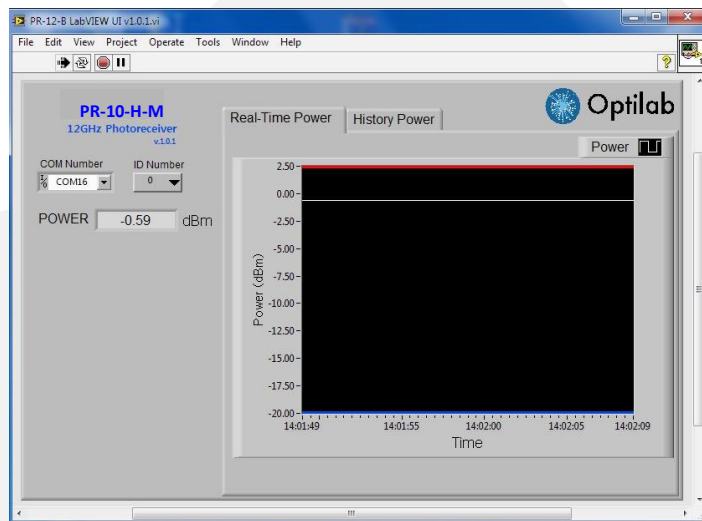 PR-12-B LabVIEW UI v1.0.1.vi
File Edit View Project Operate Tools Window Help
PR-10-H-M
12GHz Photoreceiver
v.1.0.1
Optilab
COM Number ID Number
COM16 0
POWER -0.59 dBm
Real-Time Power History Power
Power
2.50
0.00
-2.50
-5.00
-7.50
-10.00
-12.50
-15.00
-17.50
-20.00
Power (dBm)
14:01:49 14:01:55 14:02:00 14:02:05 14:02:09
Time